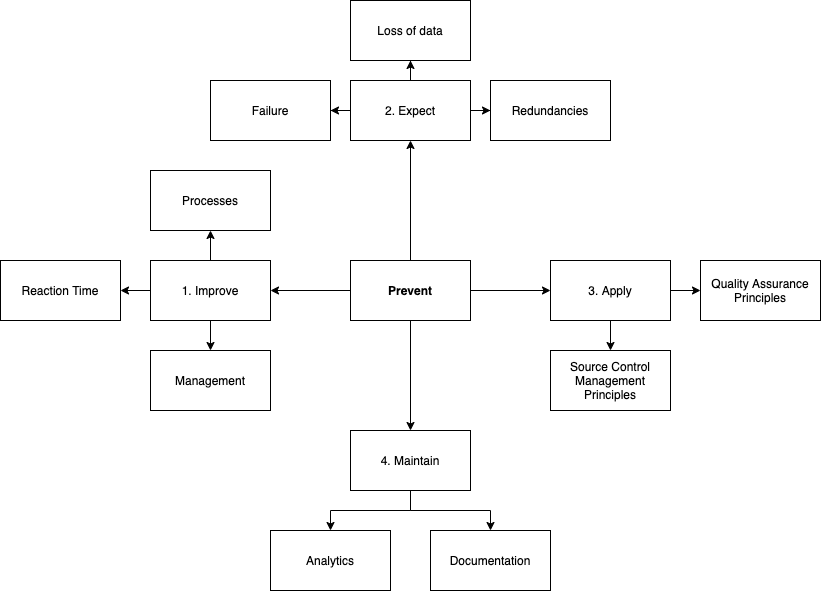 Loss of data
Failure
2. Expect
Redundancies
Processes
Reaction Time
1. Improve
Prevent
3. Apply
Quality Assurance
Principles
Management
Source Control
Management
Principles
4. Maintain
Analytics
Documentation